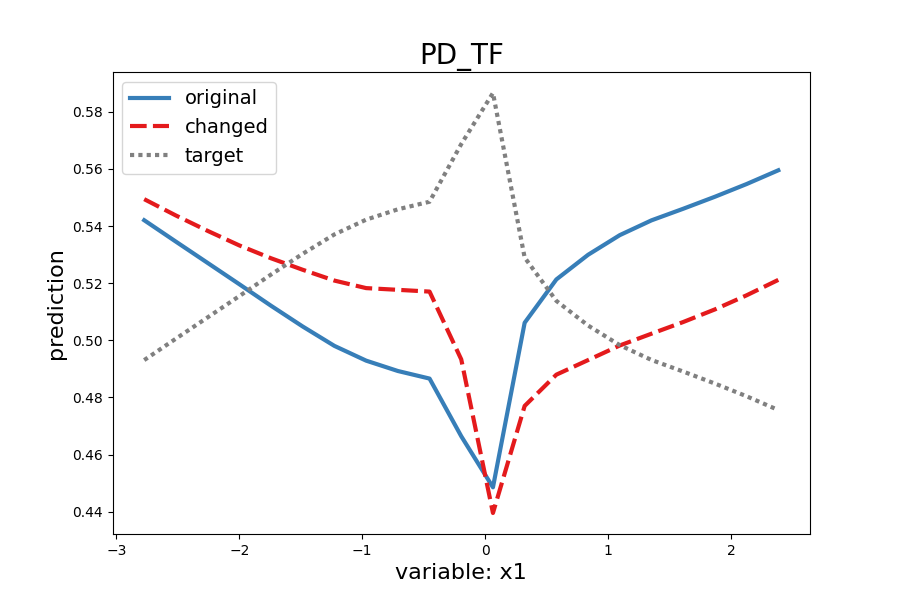 PD_TF
original
changed
target
0.58
0.56
0.54
0.52
0.50
0.48
0.46
0.44
prediction
−3
−2
−1
0
1
2
variable: x1